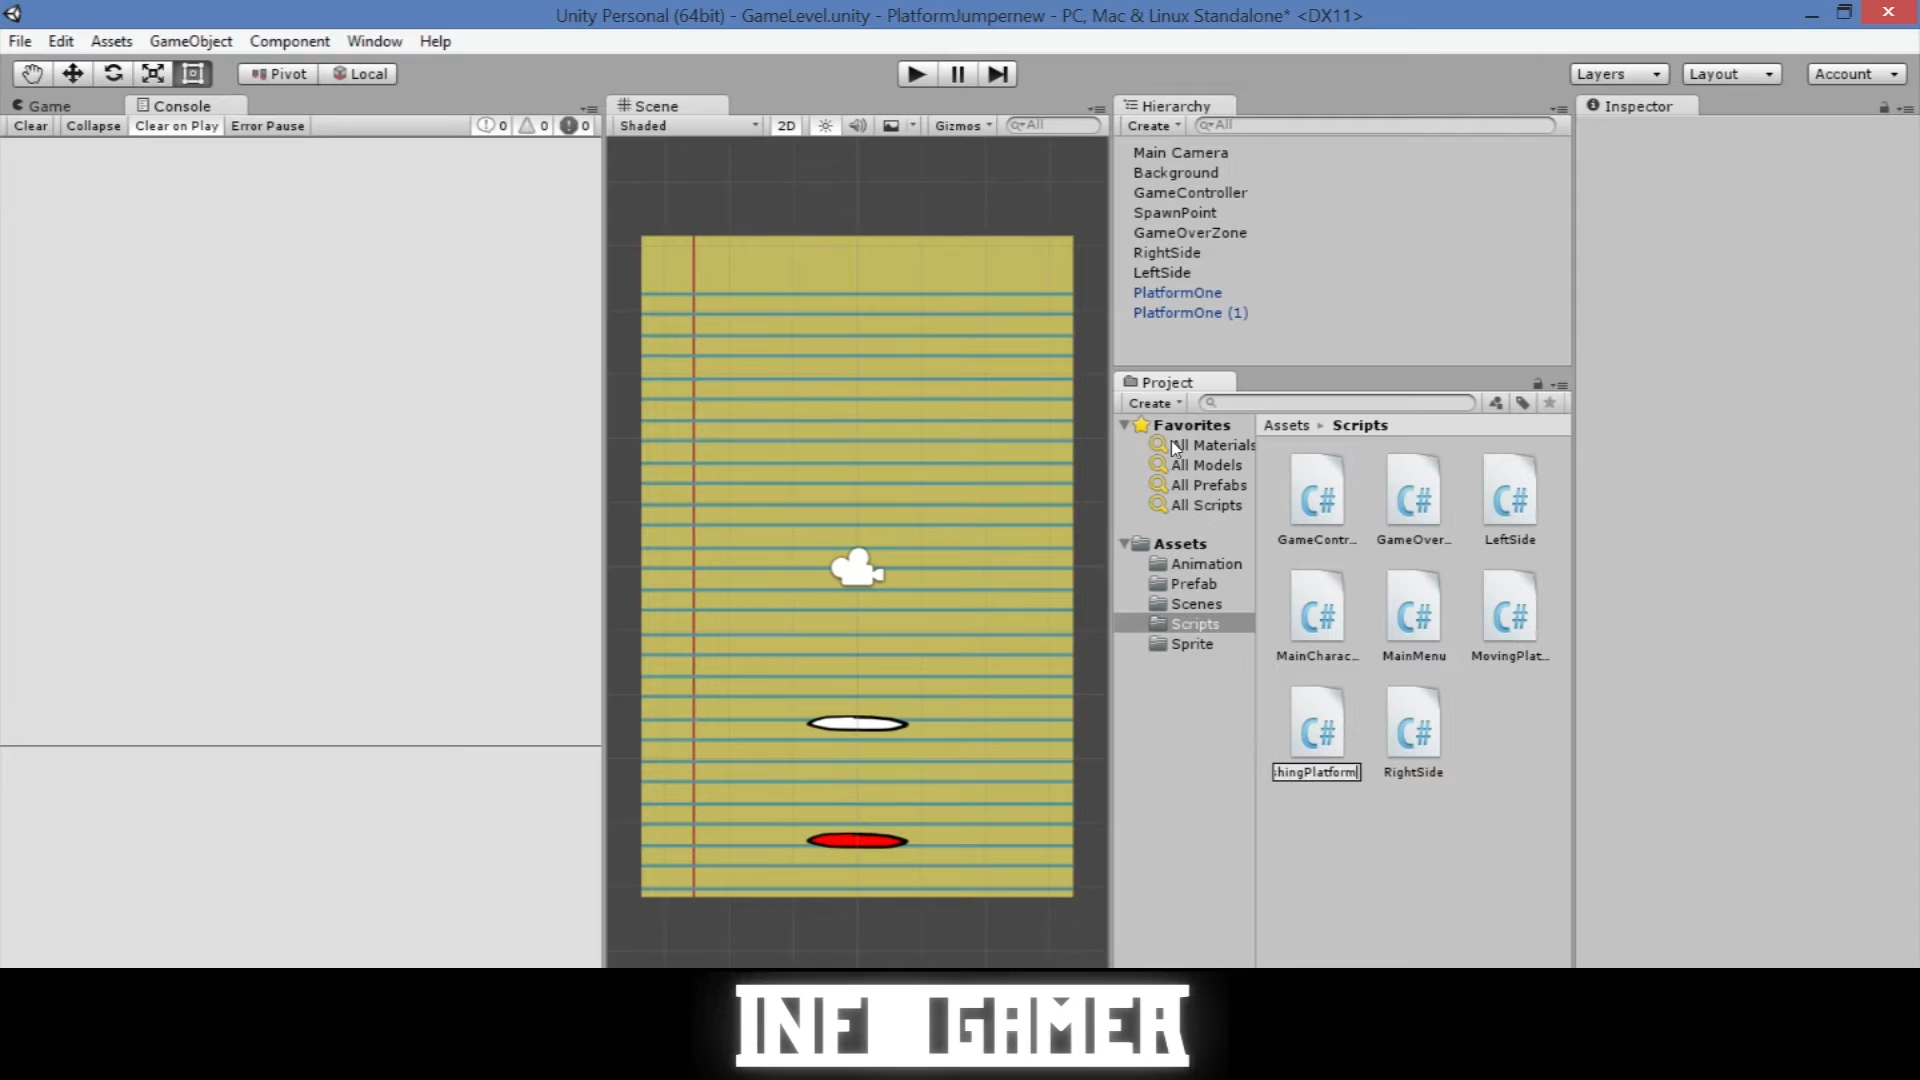 Unity Personal (64bit) - GameLevel.unity - PlatformJumpernew - PC, Mac & Linux Standalone* <DX11>
File Edit Assets GameObject Component Window Help
Pivot Local Layers Layout Account
Game Console Scene Hierarchy Inspector
Clear Collapse Clear on Play Error Pause 0 0 0 Shaded 2D Gizmos All Create All
Main Camera
Background
GameController
SpawnPoint
GameOverZone
RightSide
LeftSide
PlatformOne
PlatformOne (1)
Project
Create
Favorites
All Materials
All Models
All Prefabs
All Scripts
Assets
Animation
Prefab
Scenes
Scripts
Sprite
Assets Scripts
C# C# C#
GameContr... GameOver... LeftSide
C# C# C#
MainCharac... MainMenu MovingPlat...
C# C#
hingPlatform RightSide
INF GAMER